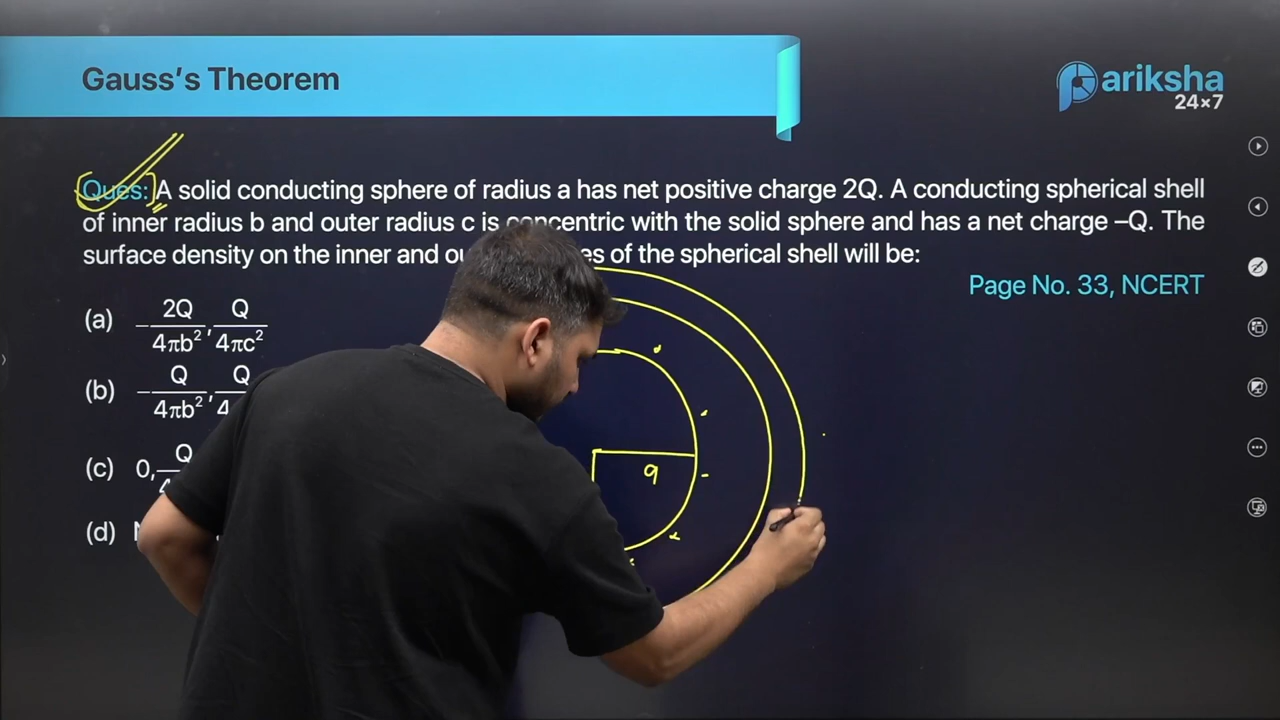 Gauss's Theorem
Pariksha
24×7
Ques: A solid conducting sphere of radius a has net positive charge 2Q. A conducting spherical shell
of inner radius b and outer radius c is concentric with the solid sphere and has a net charge –Q. The
surface density on the inner and of the spherical shell will be:
Page No. 33, NCERT
(a) -2Q/4πb², Q/4πc²
(b) -Q/4πb², Q
(c) 0, Q
(d)
a